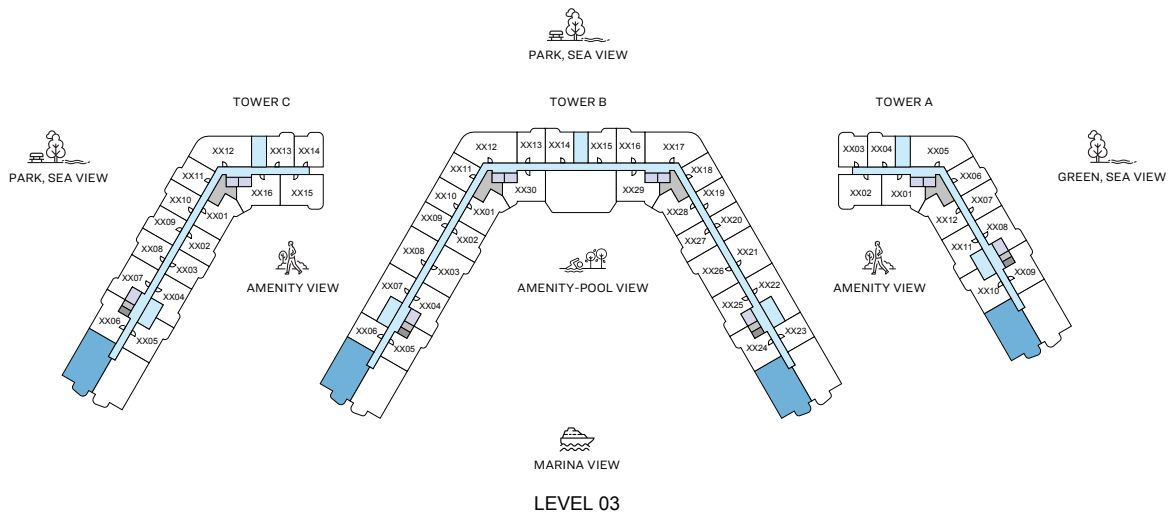 PARK, SEA VIEW
TOWER C
TOWER B
TOWER A
PARK, SEA VIEW
GREEN, SEA VIEW
XX12
XX13
XX14
XX11
XX10
XX09
XX08
XX07
XX06
XX01
XX16
XX15
XX02
XX03
XX04
XX05
XX12
XX13
XX14
XX15
XX16
XX17
XX11
XX10
XX09
XX08
XX07
XX06
XX01
XX30
XX29
XX28
XX02
XX03
XX04
XX05
XX18
XX19
XX20
XX21
XX22
XX23
XX27
XX26
XX25
XX24
XX03
XX04
XX05
XX02
XX01
XX06
XX07
XX08
XX09
XX12
XX11
XX10
AMENITY VIEW
AMENITY-POOL VIEW
AMENITY VIEW
MARINA VIEW
LEVEL 03